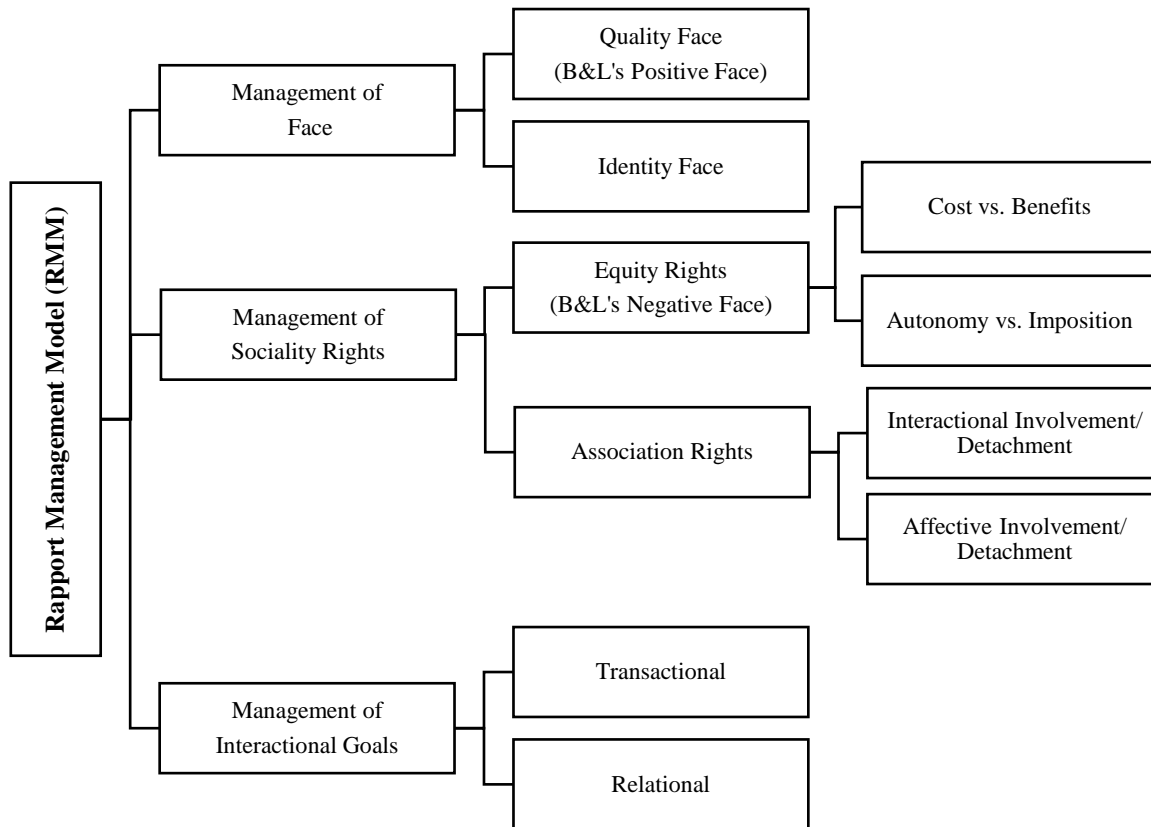 Rapport Management Model (RMM)
Management of
Face
Quality Face
(B&L's Positive Face)
Identity Face
Management of
Sociality Rights
Equity Rights
(B&L's Negative Face)
Cost vs. Benefits
Autonomy vs. Imposition
Association Rights
Interactional Involvement/
Detachment
Affective Involvement/
Detachment
Management of
Interactional Goals
Transactional
Relational